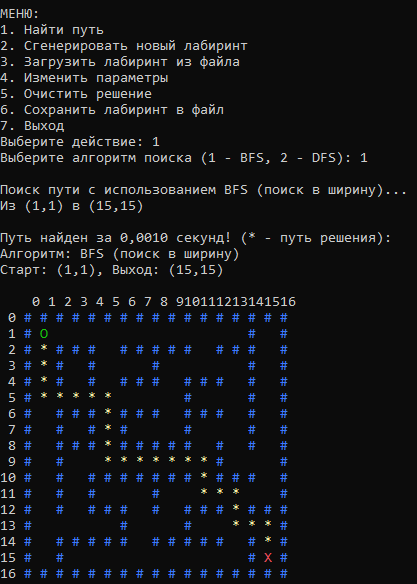 МЕНЮ:
1. Найти путь
2. Сгенерировать новый лабиринт
3. Загрузить лабиринт из файла
4. Изменить параметры
5. Очистить решение
6. Сохранить лабиринт в файл
7. Выход
Выберите действие: 1
Выберите алгоритм поиска (1 - BFS, 2 - DFS): 1
Поиск пути с использованием BFS (поиск в ширину)...
Из (1,1) в (15,15)
Путь найден за 0,0010 секунд! (* - путь решения):
Алгоритм: BFS (поиск в ширину)
Старт: (1,1), Выход: (15,15)
    0 1 2 3 4 5 6 7 8 910111213141516
 0 # # # # # # # # # # # # # # # # #
 1 # O                         #   #
 2 # * # # #   # # # # #   # # #   #
 3 # * #   #       #           #   #
 4 # * #   #   # # #   # # #   #   #
 5 # * * * * *         #       #   #
 6 #   # # # * # # #   # # #   #   #
 7 #   #   # * #       #       #   #
 8 #   # # # * # # # # #   #   #   #
 9 #   #     * * * * * * * #       #
10 #   #   # # # # # # # * # # #   #
11 #   #   #       #     * * *     #
12 #   #   # # #   #   # # # * # # #
13 #           #       #     * * * #
14 #   # # # # #   #   # # # # # * #
15 #   #                       # X #
16 # # # # # # # # # # # # # # # # #